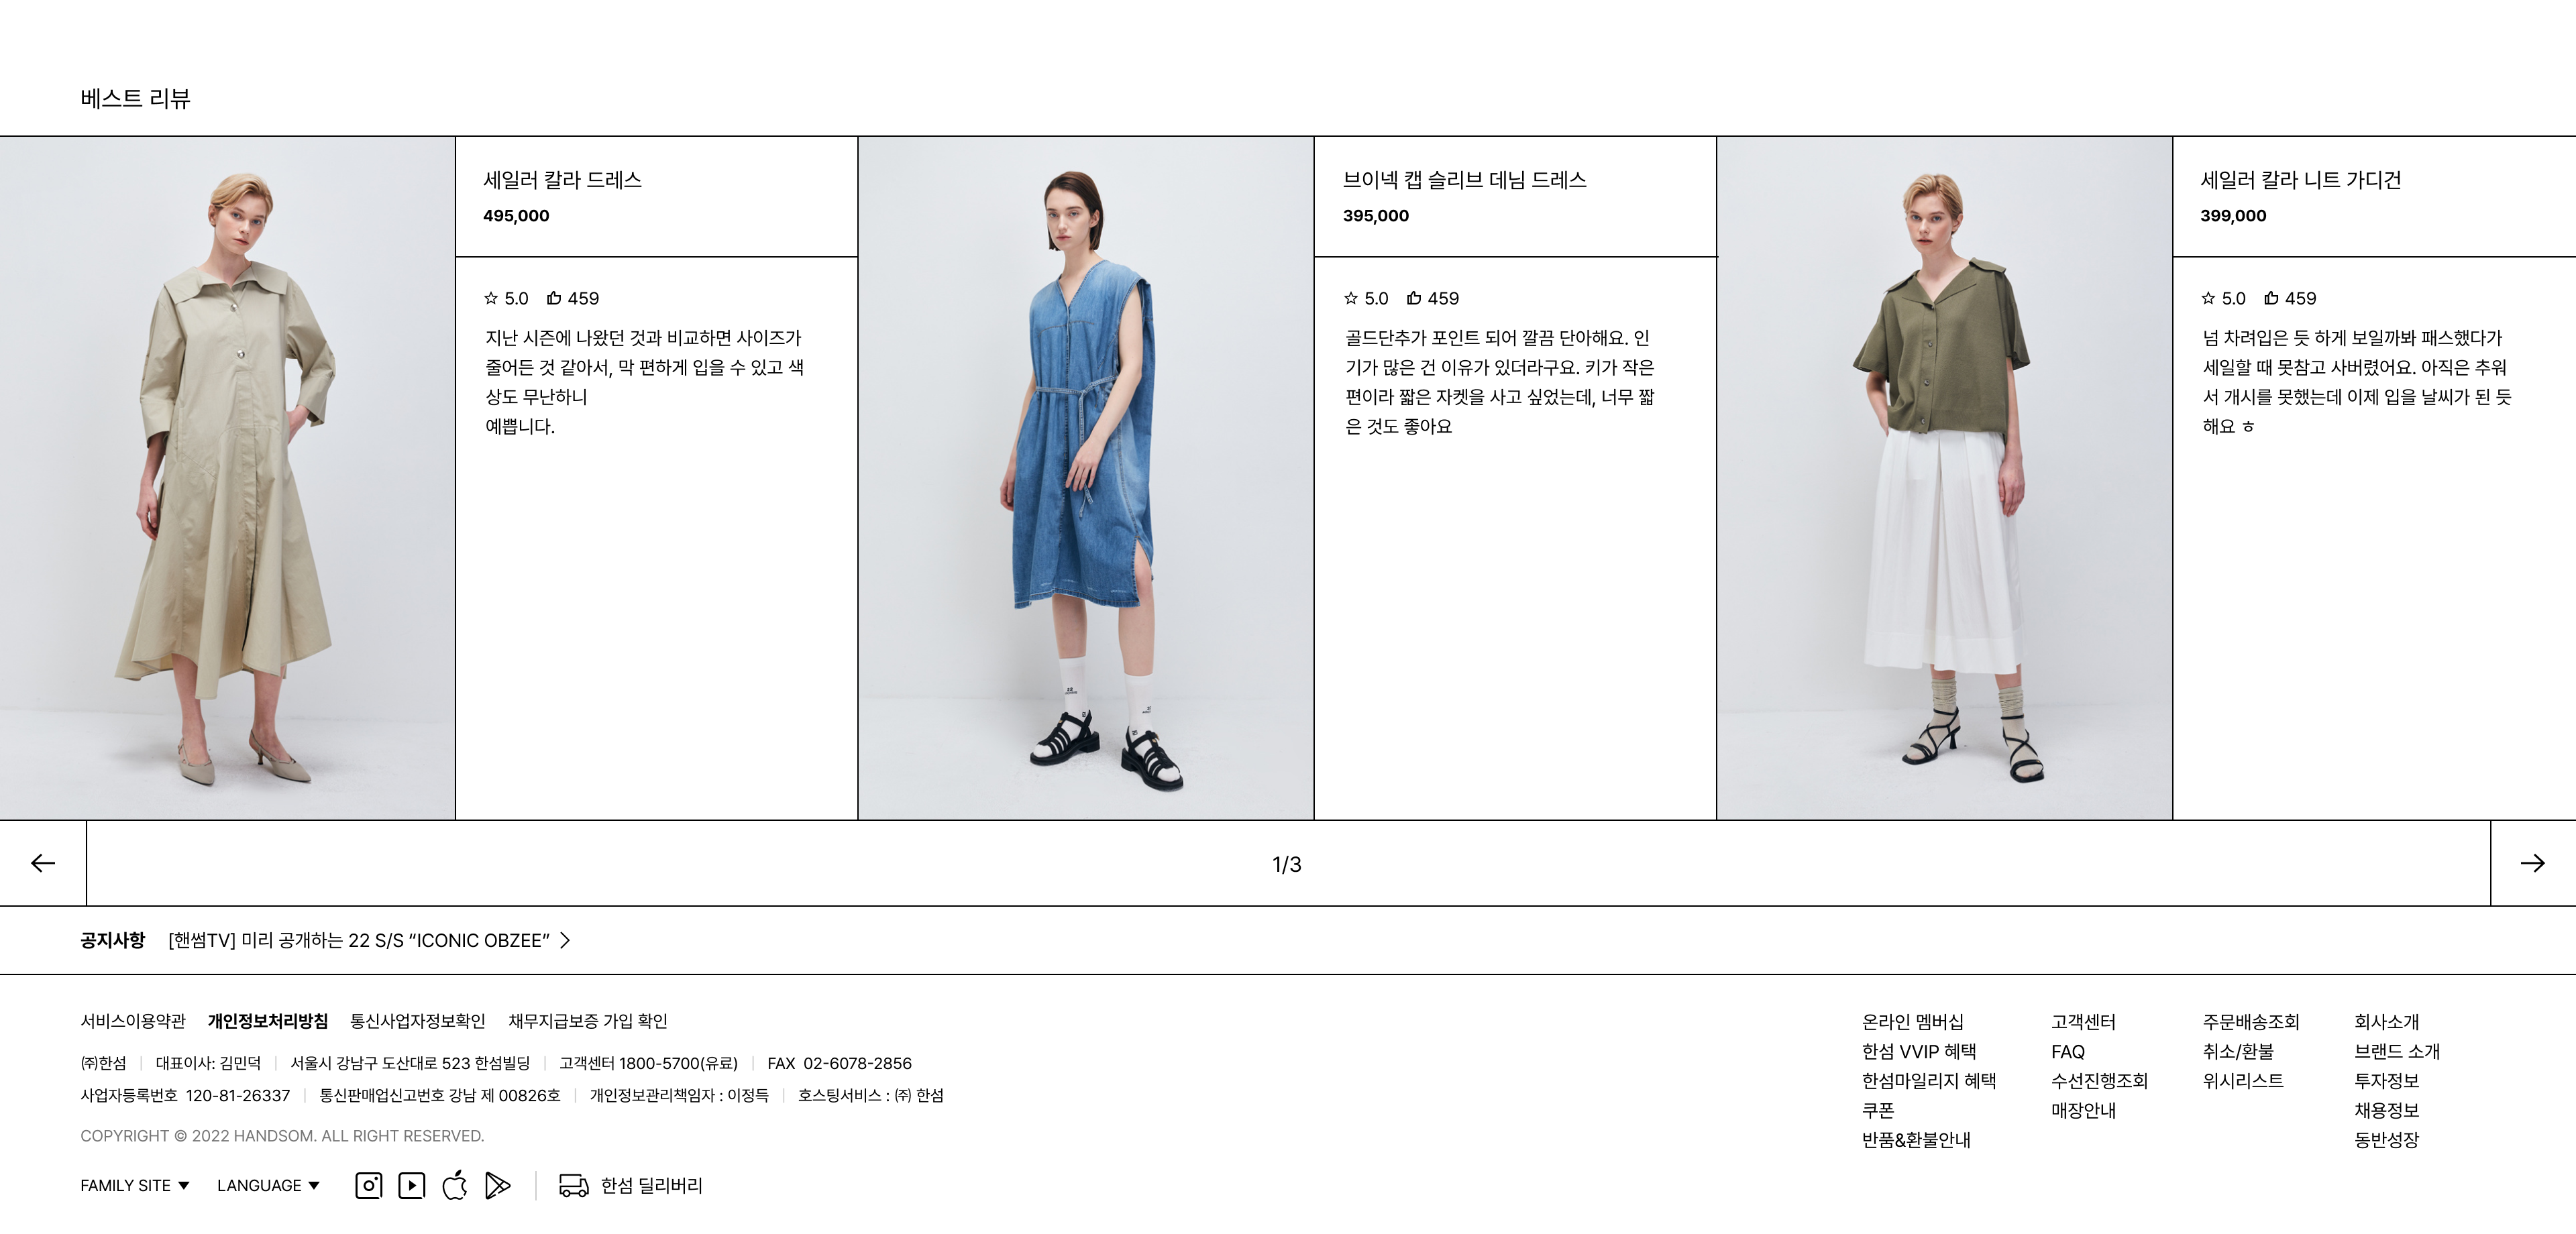 베스트 리뷰
세일러 칼라 드레스
495,000
5.0 459
지난 시즌에 나왔던 것과 비교하면 사이즈가
줄어든 것 같아서, 막 편하게 입을 수 있고 색
상도 무난하니
예쁩니다.
브이넥 캡 슬리브 데님 드레스
395,000
5.0 459
골드단추가 포인트 되어 깔끔 단아해요. 인
기가 많은 건 이유가 있더라구요. 키가 작은
편이라 짧은 자켓을 사고 싶었는데, 너무 짧
은 것도 좋아요
세일러 칼라 니트 가디건
399,000
5.0 459
넘 차려입은 듯 하게 보일까봐 패스했다가
세일할 때 못참고 사버렸어요. 아직은 추워
서 개시를 못했는데 이제 입을 날씨가 된 듯
해요 ㅎ
1/3
공지사항 [핸썸TV] 미리 공개하는 22 S/S “ICONIC OBZEE”
서비스이용약관 개인정보처리방침 통신사업자정보확인 채무지급보증 가입 확인
㈜한섬 | 대표이사: 김민덕 | 서울시 강남구 도산대로 523 한섬빌딩 | 고객센터 1800-5700(유료) | FAX 02-6078-2856
사업자등록번호 120-81-26337 | 통신판매업신고번호 강남 제 00826호 | 개인정보관리책임자 : 이정득 | 호스팅서비스 : ㈜ 한섬
COPYRIGHT © 2022 HANDSOM. ALL RIGHT RESERVED.
FAMILY SITE ▼ LANGUAGE ▼ | 한섬 딜리버리
온라인 멤버십
한섬 VVIP 혜택
한섬마일리지 혜택
쿠폰
반품&환불안내
고객센터
FAQ
수선진행조회
매장안내
주문배송조회
취소/환불
위시리스트
회사소개
브랜드 소개
투자정보
채용정보
동반성장